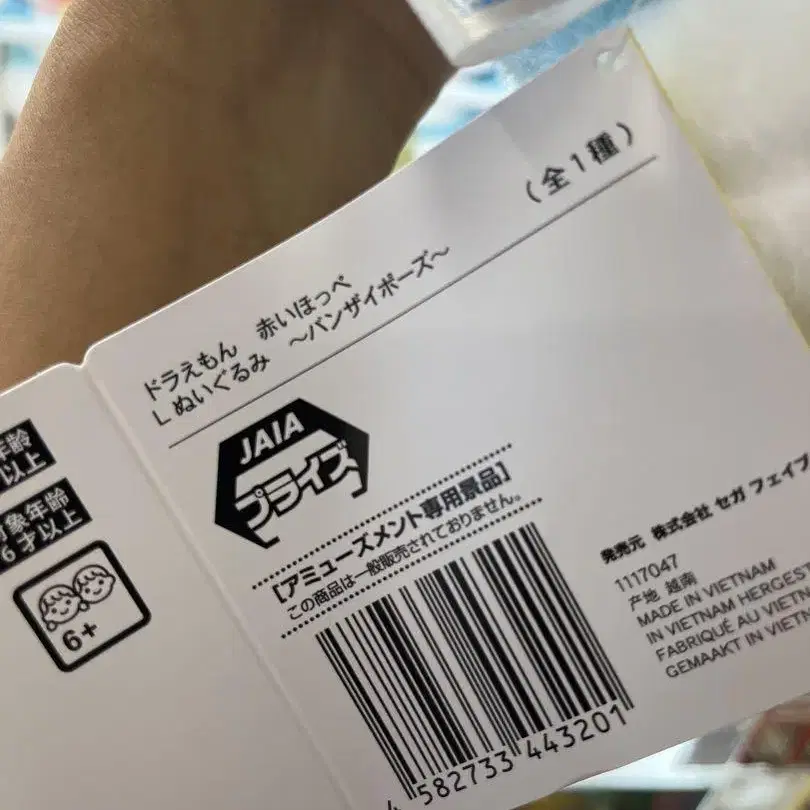 (全1種)
ドラえもん 赤いほっぺ
Lぬいぐるみ ～バンザイポーズ～
JAIA
プライズ
[アミューズメント専用景品]
この商品は一般販売されておりません。
4 582733 443201
発売元 株式会社 セガ フェイブ
1117047
产地 越南
MADE IN VIETNAM
IN VIETNAM HERGEST
FABRIQUÉ AU VIETN
GEMAAKT IN VIETN
年齢
以上
対象年齢
6才以上
6+